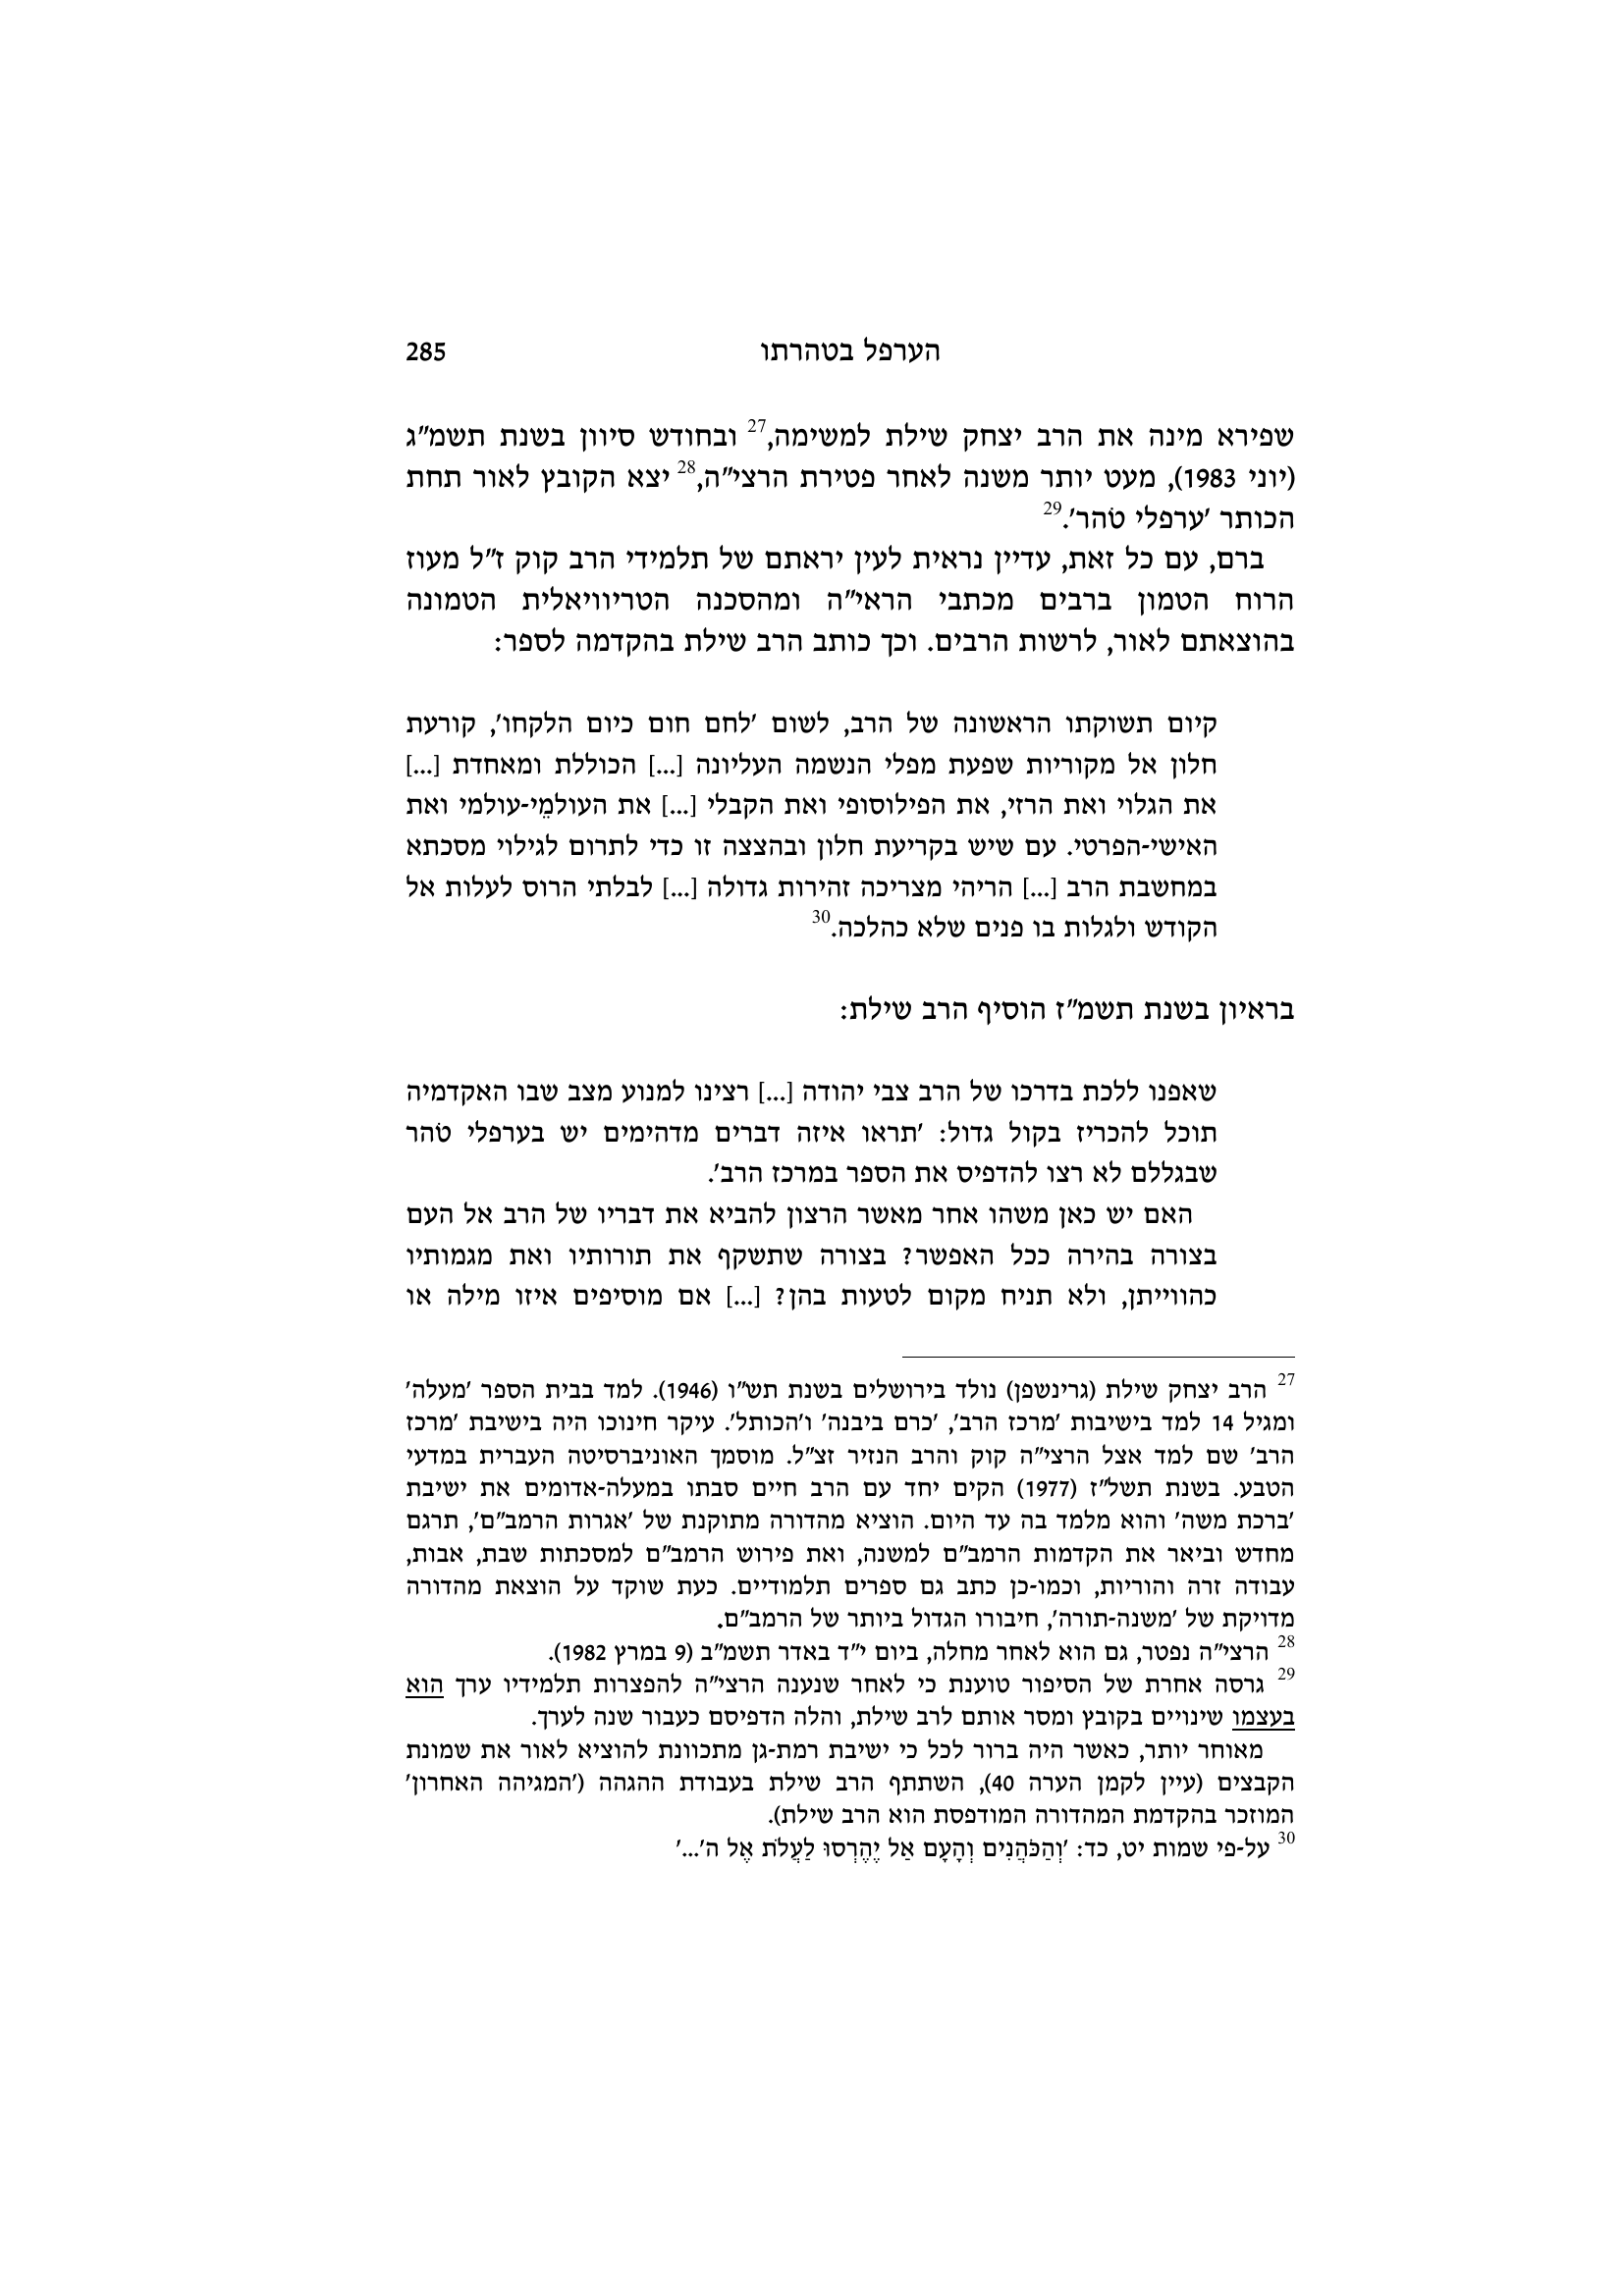 הערפל בטהרתו 285
שפירא מינה את הרב יצחק שילת למשימה,27 ובחודש סיוון בשנת תשמ"ג
(יוני 1983), מעט יותר משנה לאחר פטירת הרצי"ה,28 יצא הקובץ לאור תחת
הכותר 'ערפלי טֹהר'.29
ברם, עם כל זאת, עדיין נראית לעין יראתם של תלמידי הרב קוק ז"ל מעוז
הרוח הטמון ברבים מכתבי הראי"ה ומהסכנה הטריוויאלית הטמונה
בהוצאתם לאור, לרשות הרבים. וכך כותב הרב שילת בהקדמה לספר:
קיום תשוקתו הראשונה של הרב, לשום 'לחם חום כיום הלקחו', קורעת
חלון אל מקוריות שפעת מפלי הנשמה העליונה [...] הכוללת ומאחדת [...]
את הגלוי ואת הרזי, את הפילוסופי ואת הקבלי [...] את העולמֵי-עולמי ואת
האישי-הפרטי. עם שיש בקריעת חלון ובהצצה זו כדי לתרום לגילוי מסכתא
במחשבת הרב [...] הריהי מצריכה זהירות גדולה [...] לבלתי הרוס לעלות אל
הקודש ולגלות בו פנים שלא כהלכה.30
בראיון בשנת תשמ"ז הוסיף הרב שילת:
שאפנו ללכת בדרכו של הרב צבי יהודה [...] רצינו למנוע מצב שבו האקדמיה
תוכל להכריז בקול גדול: 'תראו איזה דברים מדהימים יש בערפלי טֹהר
שבגללם לא רצו להדפיס את הספר במרכז הרב'.
האם יש כאן משהו אחר מאשר הרצון להביא את דבריו של הרב אל העם
בצורה בהירה ככל האפשר? בצורה שתשקף את תורותיו ואת מגמותיו
כהווייתן, ולא תניח מקום לטעות בהן? [...] אם מוסיפים איזו מילה או
27 הרב יצחק שילת (גרינשפן) נולד בירושלים בשנת תש"ו (1946). למד בבית הספר 'מעלה'
ומגיל 14 למד בישיבות 'מרכז הרב', 'כרם ביבנה' ו'הכותל'. עיקר חינוכו היה בישיבת 'מרכז
הרב' שם למד אצל הרצי"ה קוק והרב הנזיר זצ"ל. מוסמך האוניברסיטה העברית במדעי
הטבע. בשנת תשל"ז (1977) הקים יחד עם הרב חיים סבתו במעלה-אדומים את ישיבת
'ברכת משה' והוא מלמד בה עד היום. הוציא מהדורה מתוקנת של 'אגרות הרמב"ם', תרגם
מחדש וביאר את הקדמות הרמב"ם למשנה, ואת פירוש הרמב"ם למסכתות שבת, אבות,
עבודה זרה והוריות, וכמו-כן כתב גם ספרים תלמודיים. כעת שוקד על הוצאת מהדורה
מדויקת של 'משנה-תורה', חיבורו הגדול ביותר של הרמב"ם.
28 הרצי"ה נפטר, גם הוא לאחר מחלה, ביום י"ד באדר תשמ"ב (9 במרץ 1982).
29 גרסה אחרת של הסיפור טוענת כי לאחר שנענה הרצי"ה להפצרות תלמידיו ערך הוא
בעצמו שינויים בקובץ ומסר אותם לרב שילת, והלה הדפיסם כעבור שנה לערך.
מאוחר יותר, כאשר היה ברור לכל כי ישיבת רמת-גן מתכוונת להוציא לאור את שמונת
הקבצים (עיין לקמן הערה 40), השתתף הרב שילת בעבודת ההגהה ('המגיהה האחרון'
המוזכר בהקדמת המהדורה המודפסת הוא הרב שילת).
30 על-פי שמות יט, כד: 'וְהַכֹּהֲנִים וְהָעָם אַל יֶהֶרְסוּ לַעֲלֹת אֶל ה'...'